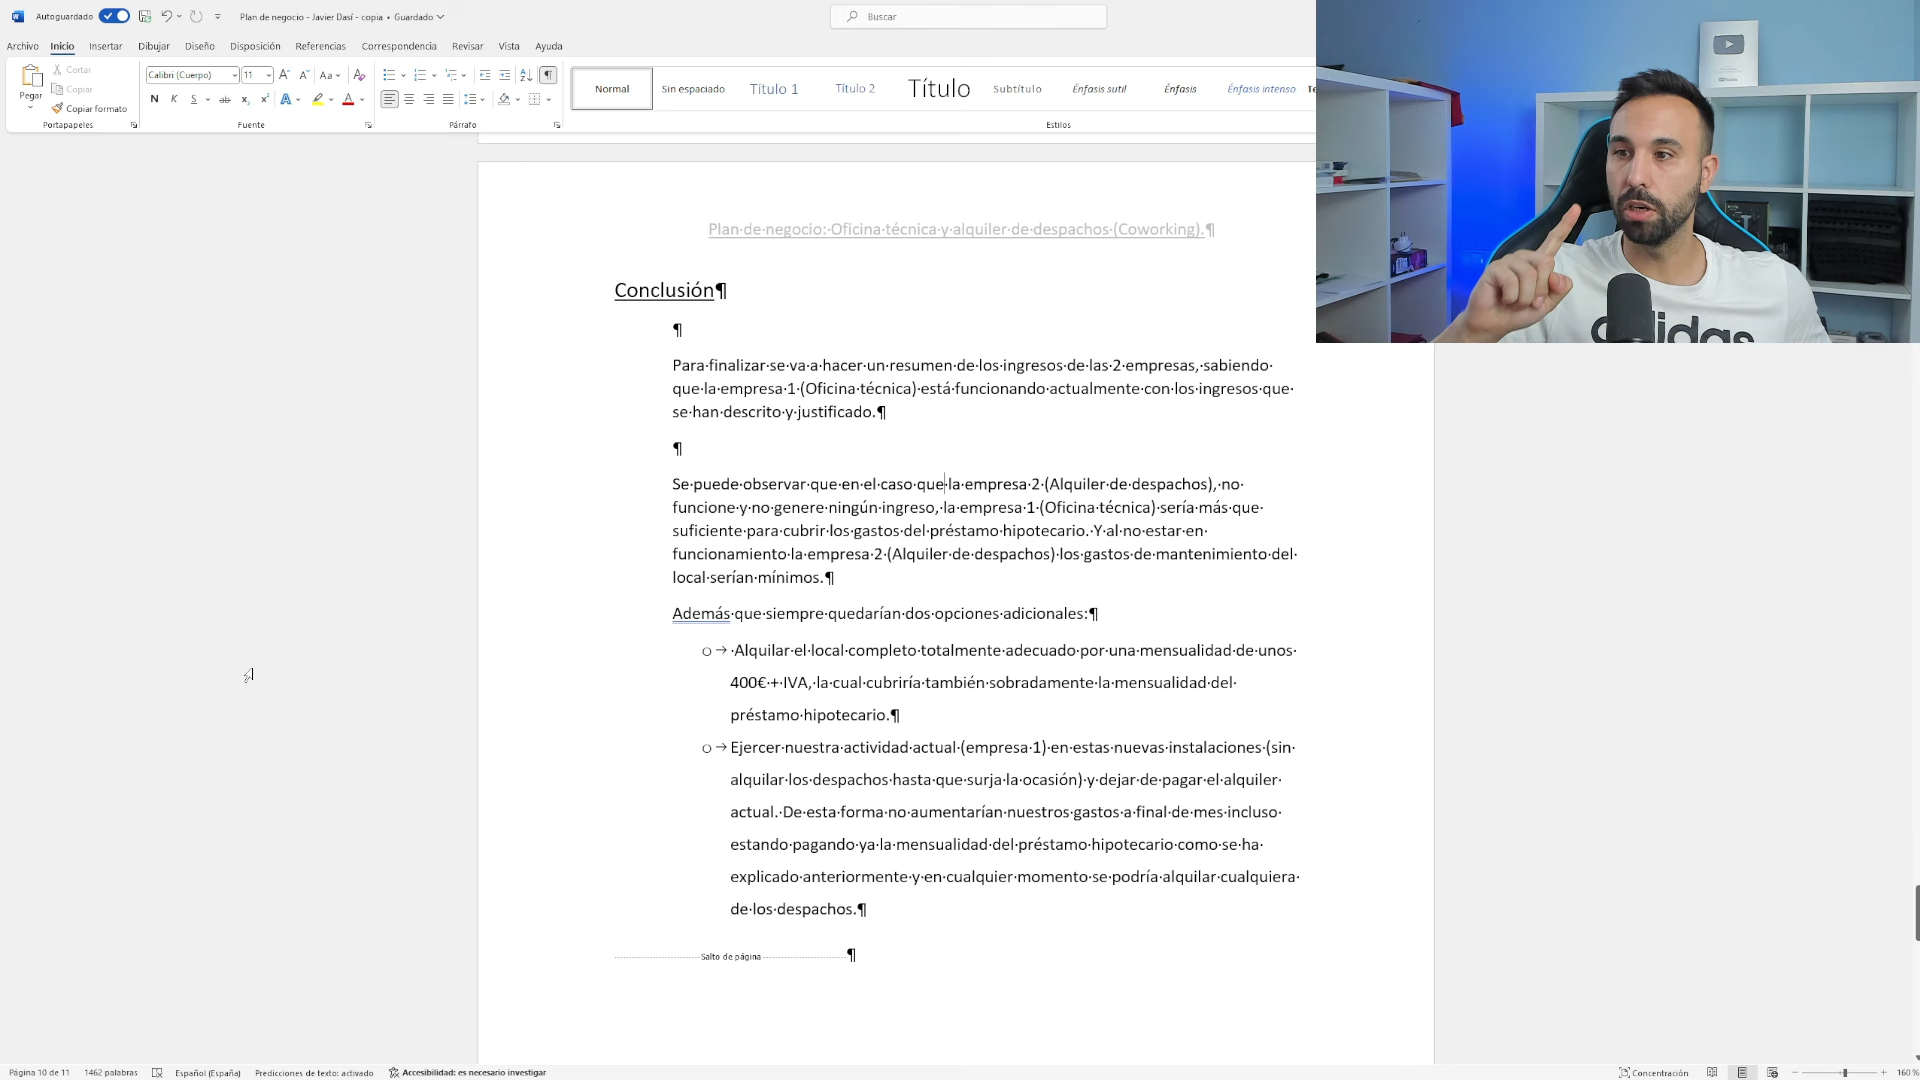 Autoguardado Plan de negocio - Javier Dasí - copia • Guardado Buscar
Archivo Inicio Insertar Dibujar Diseño Disposición Referencias Correspondencia Revisar Vista Ayuda
Pegar Cortar Copiar Copiar formato
Calibri (Cuerpo) 11
Normal Sin espaciado Título 1 Título 2 Título Subtítulo Énfasis sutil Énfasis Énfasis intenso
Portapapeles Fuente Párrafo Estilos
Plan·de·negocio:·Oficina·técnica·y·alquiler·de·despachos·(Coworking).¶
Conclusión¶
¶
Para·finalizar·se·va·a·hacer·un·resumen·de·los·ingresos·de·las·2·empresas,·sabiendo·
que·la·empresa·1·(Oficina·técnica)·está·funcionando·actualmente·con·los·ingresos·que·
se·han·descrito·y·justificado.¶
¶
Se·puede·observar·que·en·el·caso·que·la·empresa·2·(Alquiler·de·despachos),·no·
funcione·y·no·genere·ningún·ingreso,·la·empresa·1·(Oficina·técnica)·sería·más·que·
suficiente·para·cubrir·los·gastos·del·préstamo·hipotecario.·Y·al·no·estar·en·
funcionamiento·la·empresa·2·(Alquiler·de·despachos)·los·gastos·de·mantenimiento·del·
local·serían·mínimos.¶
Además·que·siempre·quedarían·dos·opciones·adicionales:¶
o→·Alquilar·el·local·completo·totalmente·adecuado·por·una·mensualidad·de·unos·
400€·+·IVA,·la·cual·cubriría·también·sobradamente·la·mensualidad·del·
préstamo·hipotecario.¶
o→Ejercer·nuestra·actividad·actual·(empresa·1)·en·estas·nuevas·instalaciones·(sin·
alquilar·los·despachos·hasta·que·surja·la·ocasión)·y·dejar·de·pagar·el·alquiler·
actual.·De·esta·forma·no·aumentarían·nuestros·gastos·a·final·de·mes·incluso·
estando·pagando·ya·la·mensualidad·del·préstamo·hipotecario·como·se·ha·
explicado·anteriormente·y·en·cualquier·momento·se·podría·alquilar·cualquiera·
de·los·despachos.¶
Salto de página¶
adidas
Página 10 de 11 1462 palabras Español (España) Predicciones de texto: activado Accesibilidad: es necesario investigar Concentración 160 %